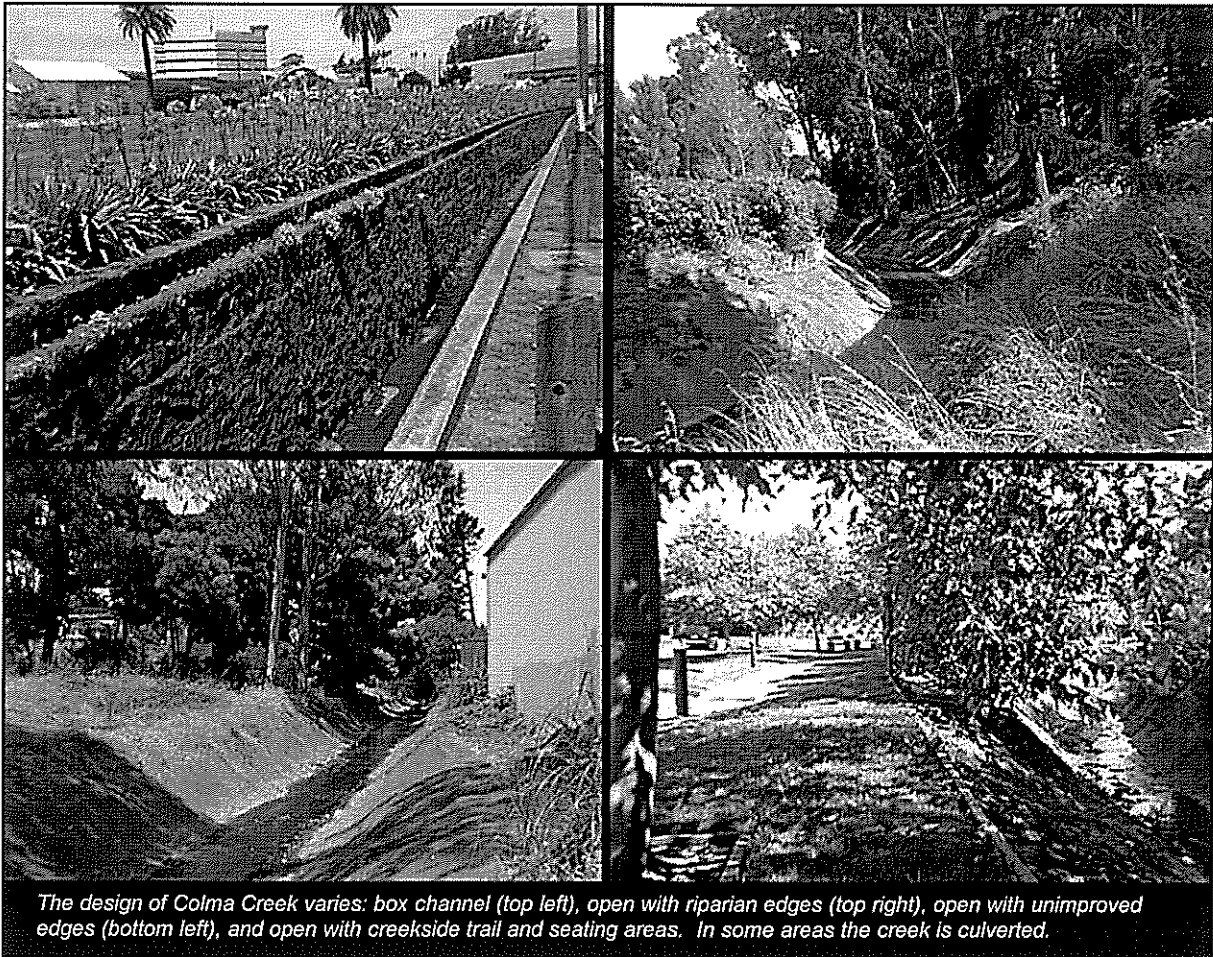 The design of Colma Creek varies: box channel (top left), open with riparian edges (top right), open with unimproved
edges (bottom left), and open with creekside trail and seating areas. In some areas the creek is culverted.